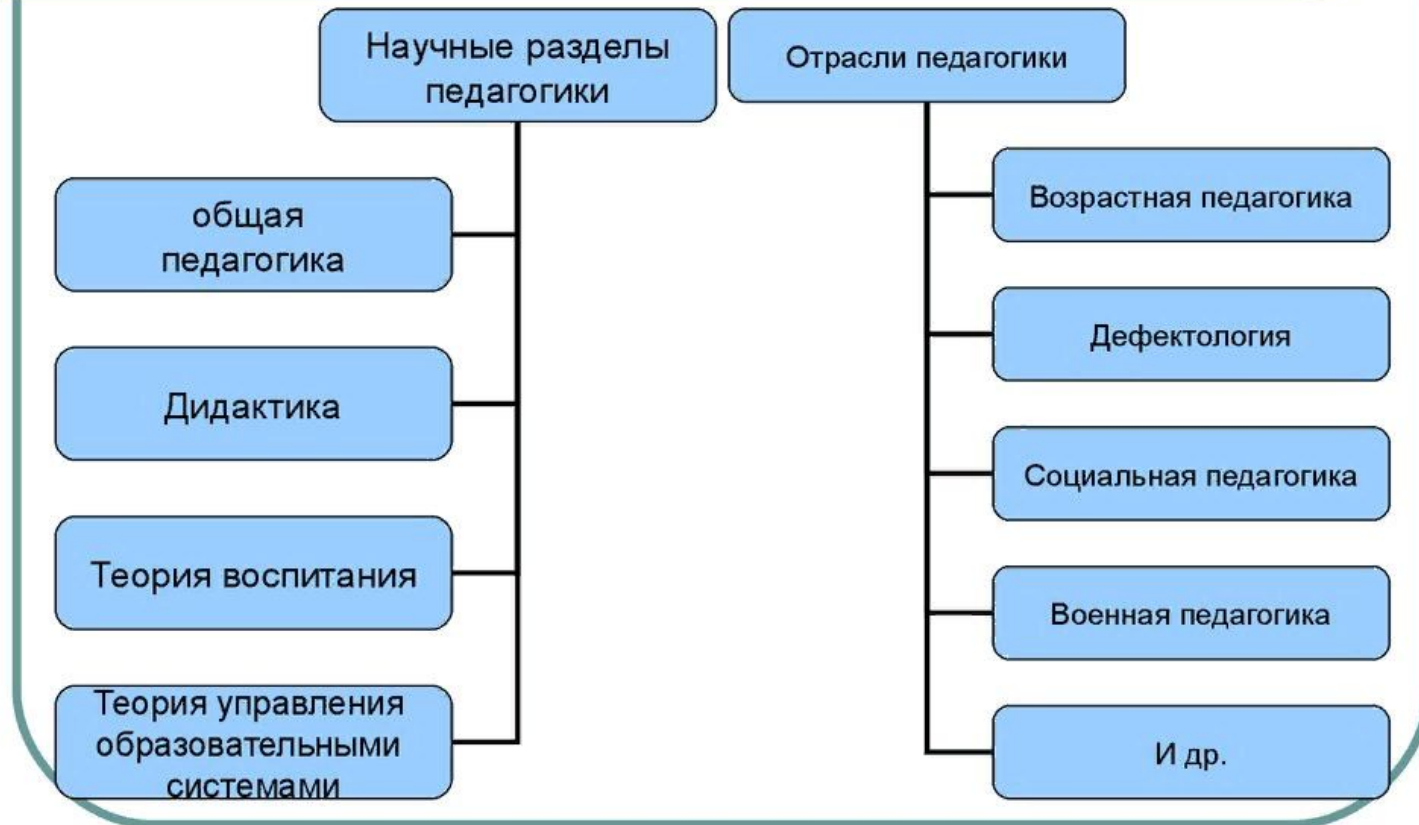 Научные разделы
педагогики
общая
педагогика
Дидактика
Теория воспитания
Теория управления
образовательными
системами
Отрасли педагогики
Возрастная педагогика
Дефектология
Социальная педагогика
Военная педагогика
И др.